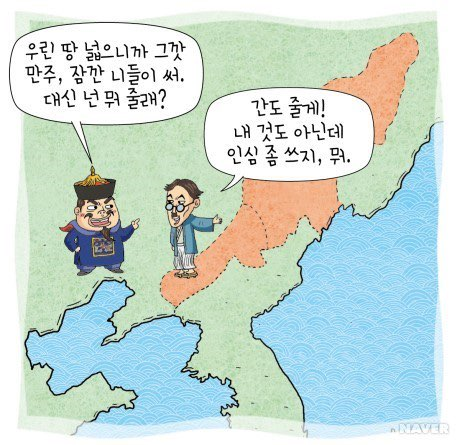 우린 땅 넓으니까 그깟
만주, 잠깐 니들이 써.
대신 넌 뭐 줄래?
간도 줄게!
내 것도 아닌데
인심 좀 쓰지, 뭐.
NAVER